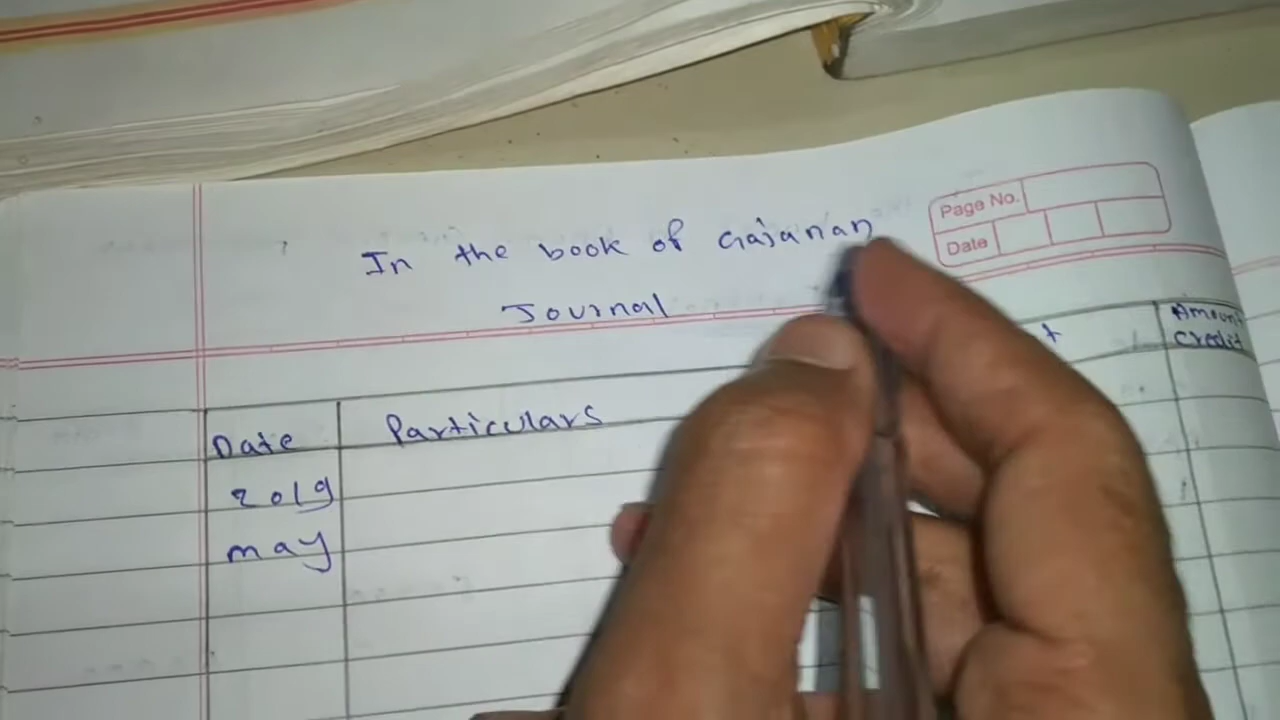 In the book of Gajanan
Page No.
Date
Journal
Amount
credit
Date
Particulars
2019
may